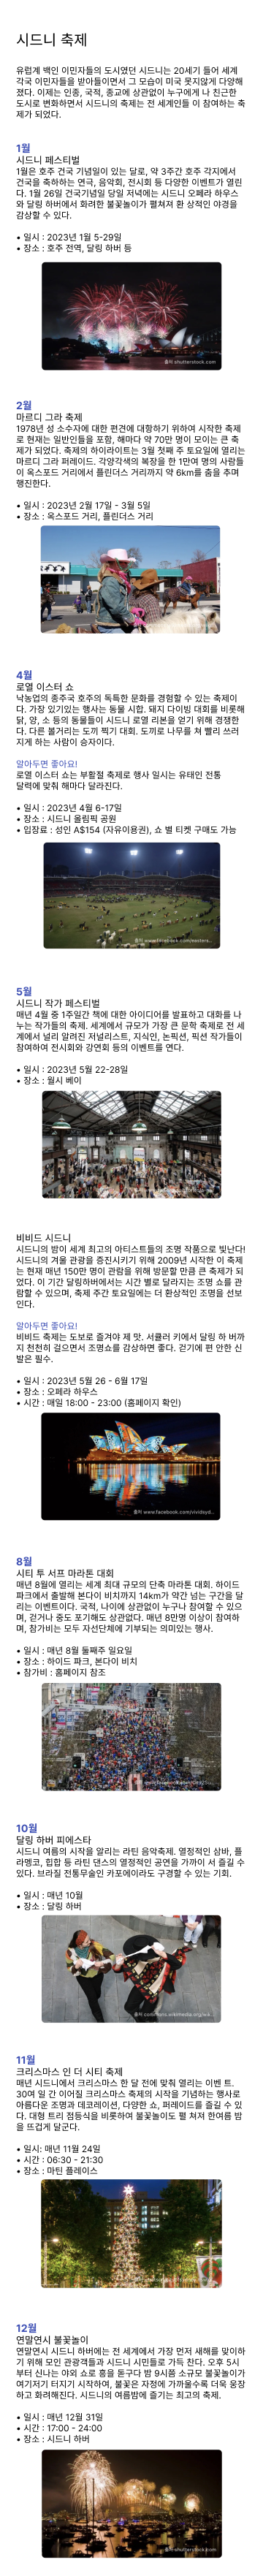 시드니 축제
유럽계 백인 이민자들의 도시였던 시드니는 20세기 들어 세계
각국 이민자들을 받아들이면서 그 모습이 미국 못지않게 다양해
졌다. 이제는 인종, 국적, 종교에 상관없이 누구에게 나 친근한
도시로 변화하면서 시드니의 축제는 전 세계인들 이 참여하는 축
제가 되었다.
1월
시드니 페스티벌
1월은 호주 건국 기념일이 있는 달로, 약 3주간 호주 각지에서
건국을 축하하는 연극, 음악회, 전시회 등 다양한 이벤트가 열린
다. 1월 26일 건국기념일 당일 저녁에는 시드니 오페라 하우스
와 달링 하버에서 화려한 불꽃놀이가 펼쳐져 환 상적인 야경을
감상할 수 있다.
• 일시 : 2023년 1월 5-29일
• 장소 : 호주 전역, 달링 하버 등
출처 shutterstock.com
2월
마르디 그라 축제
1978년 성 소수자에 대한 편견에 대항하기 위하여 시작한 축제
로 현재는 일반인들을 포함, 해마다 약 70만 명이 모이는 큰 축
제가 되었다. 축제의 하이라이트는 3월 첫째 주 토요일에 열리는
마르디 그라 퍼레이드. 각양각색의 복장을 한 1만여 명의 사람들
이 옥스포드 거리에서 플린더스 거리까지 약 6km를 춤을 추며
행진한다.
• 일시 : 2023년 2월 17일 - 3월 5일
• 장소 : 옥스포드 거리, 플린더스 거리
4월
로열 이스터 쇼
낙농업의 종주국 호주의 독특한 문화를 경험할 수 있는 축제이
다. 가장 있기있는 행사는 동물 시합. 돼지 다이빙 대회를 비롯해
닭, 양, 소 등의 동물들이 시드니 로열 리본을 얻기 위해 경쟁한
다. 다른 볼거리는 도끼 찍기 대회. 도끼로 나무를 쳐 빨리 쓰러
지게 하는 사람이 승자이다.
알아두면 좋아요!
로열 이스터 쇼는 부활절 축제로 행사 일시는 유태인 전통
달력에 맞춰 해마다 달라진다.
• 일시 : 2023년 4월 6-17일
• 장소 : 시드니 올림픽 공원
• 입장료 : 성인 A$154 (자유이용권), 쇼 별 티켓 구매도 가능
출처 www.facebook.com/easters...
5월
시드니 작가 페스티벌
매년 4월 중 1주일간 책에 대한 아이디어를 발표하고 대화를 나
누는 작가들의 축제. 세계에서 규모가 가장 큰 문학 축제로 전 세
계에서 널리 알려진 저널리스트, 지식인, 논픽션, 픽션 작가들이
참여하여 전시회와 강연회 등의 이벤트를 연다.
• 일시 : 2023년 5월 22-28일
• 장소 : 월시 베이
비비드 시드니
시드니의 밤이 세계 최고의 아티스트들의 조명 작품으로 빛난다!
시드니의 겨울 관광을 증진시키기 위해 2009년 시작한 이 축제
는 현재 매년 150만 명이 관람을 위해 방문할 만큼 큰 축제가 되
었다. 이 기간 달링하버에서는 시간 별로 달라지는 조명 쇼를 관
람할 수 있으며, 축제 주간 토요일에는 더 환상적인 조명을 선보
인다.
알아두면 좋아요!
비비드 축제는 도보로 즐겨야 제 맛. 서큘러 키에서 달링 하 버까
지 천천히 걸으면서 조명쇼를 감상하면 좋다. 걷기에 편 안한 신
발은 필수.
• 일시 : 2023년 5월 26 - 6월 17일
• 장소 : 오페라 하우스
• 시간 : 매일 18:00 - 23:00 (홈페이지 확인)
출처 www.facebook.com/vividsyd...
8월
시티 투 서프 마라톤 대회
매년 8월에 열리는 세계 최대 규모의 단축 마라톤 대회. 하이드
파크에서 출발해 본다이 비치까지 14km가 약간 넘는 구간을 달
리는 이벤트이다. 국적, 나이에 상관없이 누구나 참여할 수 있으
며, 걷거나 중도 포기해도 상관없다. 매년 8만명 이상이 참여하
며, 참가비는 모두 자선단체에 기부되는 의미있는 행사.
• 일시 : 매년 8월 둘째주 일요일
• 장소 : 하이드 파크, 본다이 비치
• 참가비 : 홈페이지 참조
10월
달링 하버 피에스타
시드니 여름의 시작을 알리는 라틴 음악축제. 열정적인 삼바, 플
라멩코, 힙합 등 라틴 댄스의 열정적인 공연을 가까이 서 즐길 수
있다. 브라질 전통무술인 카포에이라도 구경할 수 있는 기회.
• 일시 : 매년 10월
• 장소 : 달링 하버
11월
크리스마스 인 더 시티 축제
매년 시드니에서 크리스마스 한 달 전에 맞춰 열리는 이벤 트.
30여 일 간 이어질 크리스마스 축제의 시작을 기념하는 행사로
아름다운 조명과 데코레이션, 다양한 쇼, 퍼레이드를 즐길 수 있
다. 대형 트리 점등식을 비롯하여 불꽃놀이도 펼 쳐져 한여름 밤
을 뜨겁게 달군다.
• 일시: 매년 11월 24일
• 시간 : 06:30 - 21:30
• 장소 : 마틴 플레이스
12월
연말연시 불꽃놀이
연말연시 시드니 하버에는 전 세계에서 가장 먼저 새해를 맞이하
기 위해 모인 관광객들과 시드니 시민들로 가득 찬다. 오후 5시
부터 신나는 야외 쇼로 흥을 돋구다 밤 9시쯤 소규모 불꽃놀이가
여기저기 터지기 시작하여, 불꽃은 자정에 가까울수록 더욱 웅장
하고 화려해진다. 시드니의 여름밤에 즐기는 최고의 축제.
• 일시 : 매년 12월 31일
• 시간 : 17:00 - 24:00
• 장소 : 시드니 하버
출처 shutterstock.com